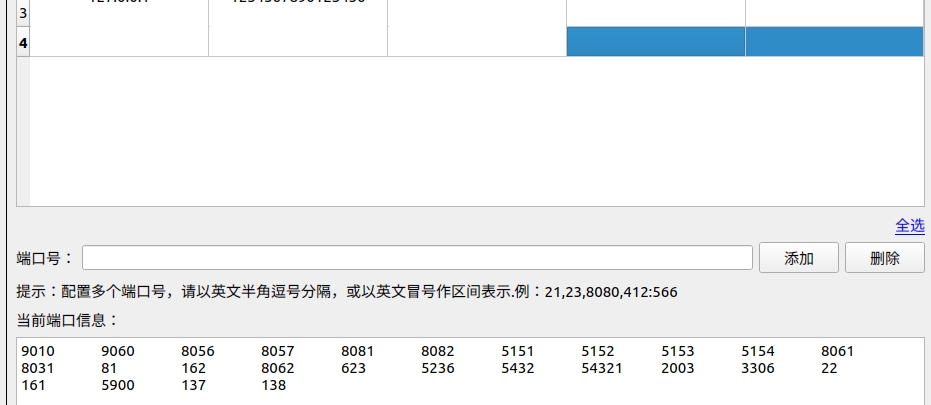 3
4
全选
端口号： 添加 删除
提示：配置多个端口号，请以英文半角逗号分隔，或以英文冒号作区间表示.例：21,23,8080,412:566
当前端口信息：
9010 9060 8056 8057 8081 8082 5151 5152 5153 5154 8061
8031 81 162 8062 623 5236 5432 54321 2003 3306 22
161 5900 137 138